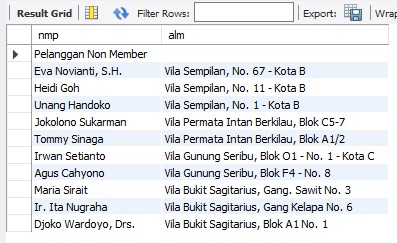 Result Grid Filter Rows: Export: Wrap
nmp alm
Pelanggan Non Member
Eva Novianti, S.H. Vila Sempilan, No. 67 - Kota B
Heidi Goh Vila Sempilan, No. 11 - Kota B
Unang Handoko Vila Sempilan, No. 1 - Kota B
Jokolono Sukarman Vila Permata Intan Berkilau, Blok C5-7
Tommy Sinaga Vila Permata Intan Berkilau, Blok A1/2
Irwan Setianto Vila Gunung Seribu, Blok O1 - No. 1 - Kota C
Agus Cahyono Vila Gunung Seribu, Blok F4 - No. 8
Maria Sirait Vila Bukit Sagitarius, Gang. Sawit No. 3
Ir. Ita Nugraha Vila Bukit Sagitarius, Gang Kelapa No. 6
Djoko Wardoyo, Drs. Vila Bukit Sagitarius, Blok A1 No. 1